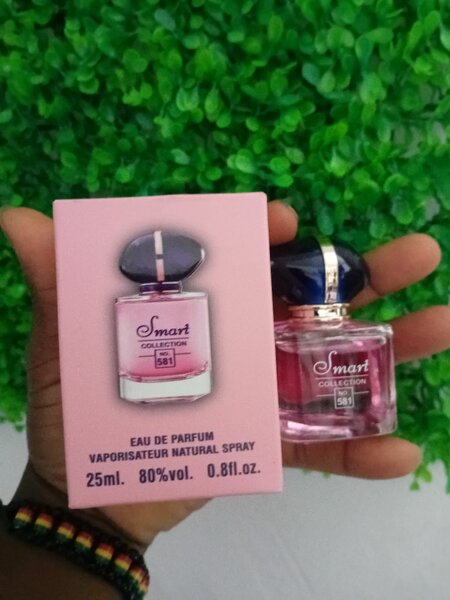 Smart
COLLECTION
NO.
581
EAU DE PARFUM
VAPORISATEUR NATURAL SPRAY
25ml. 80%vol. 0.8fl.oz.
Smart
COLLECTION
NO.
581